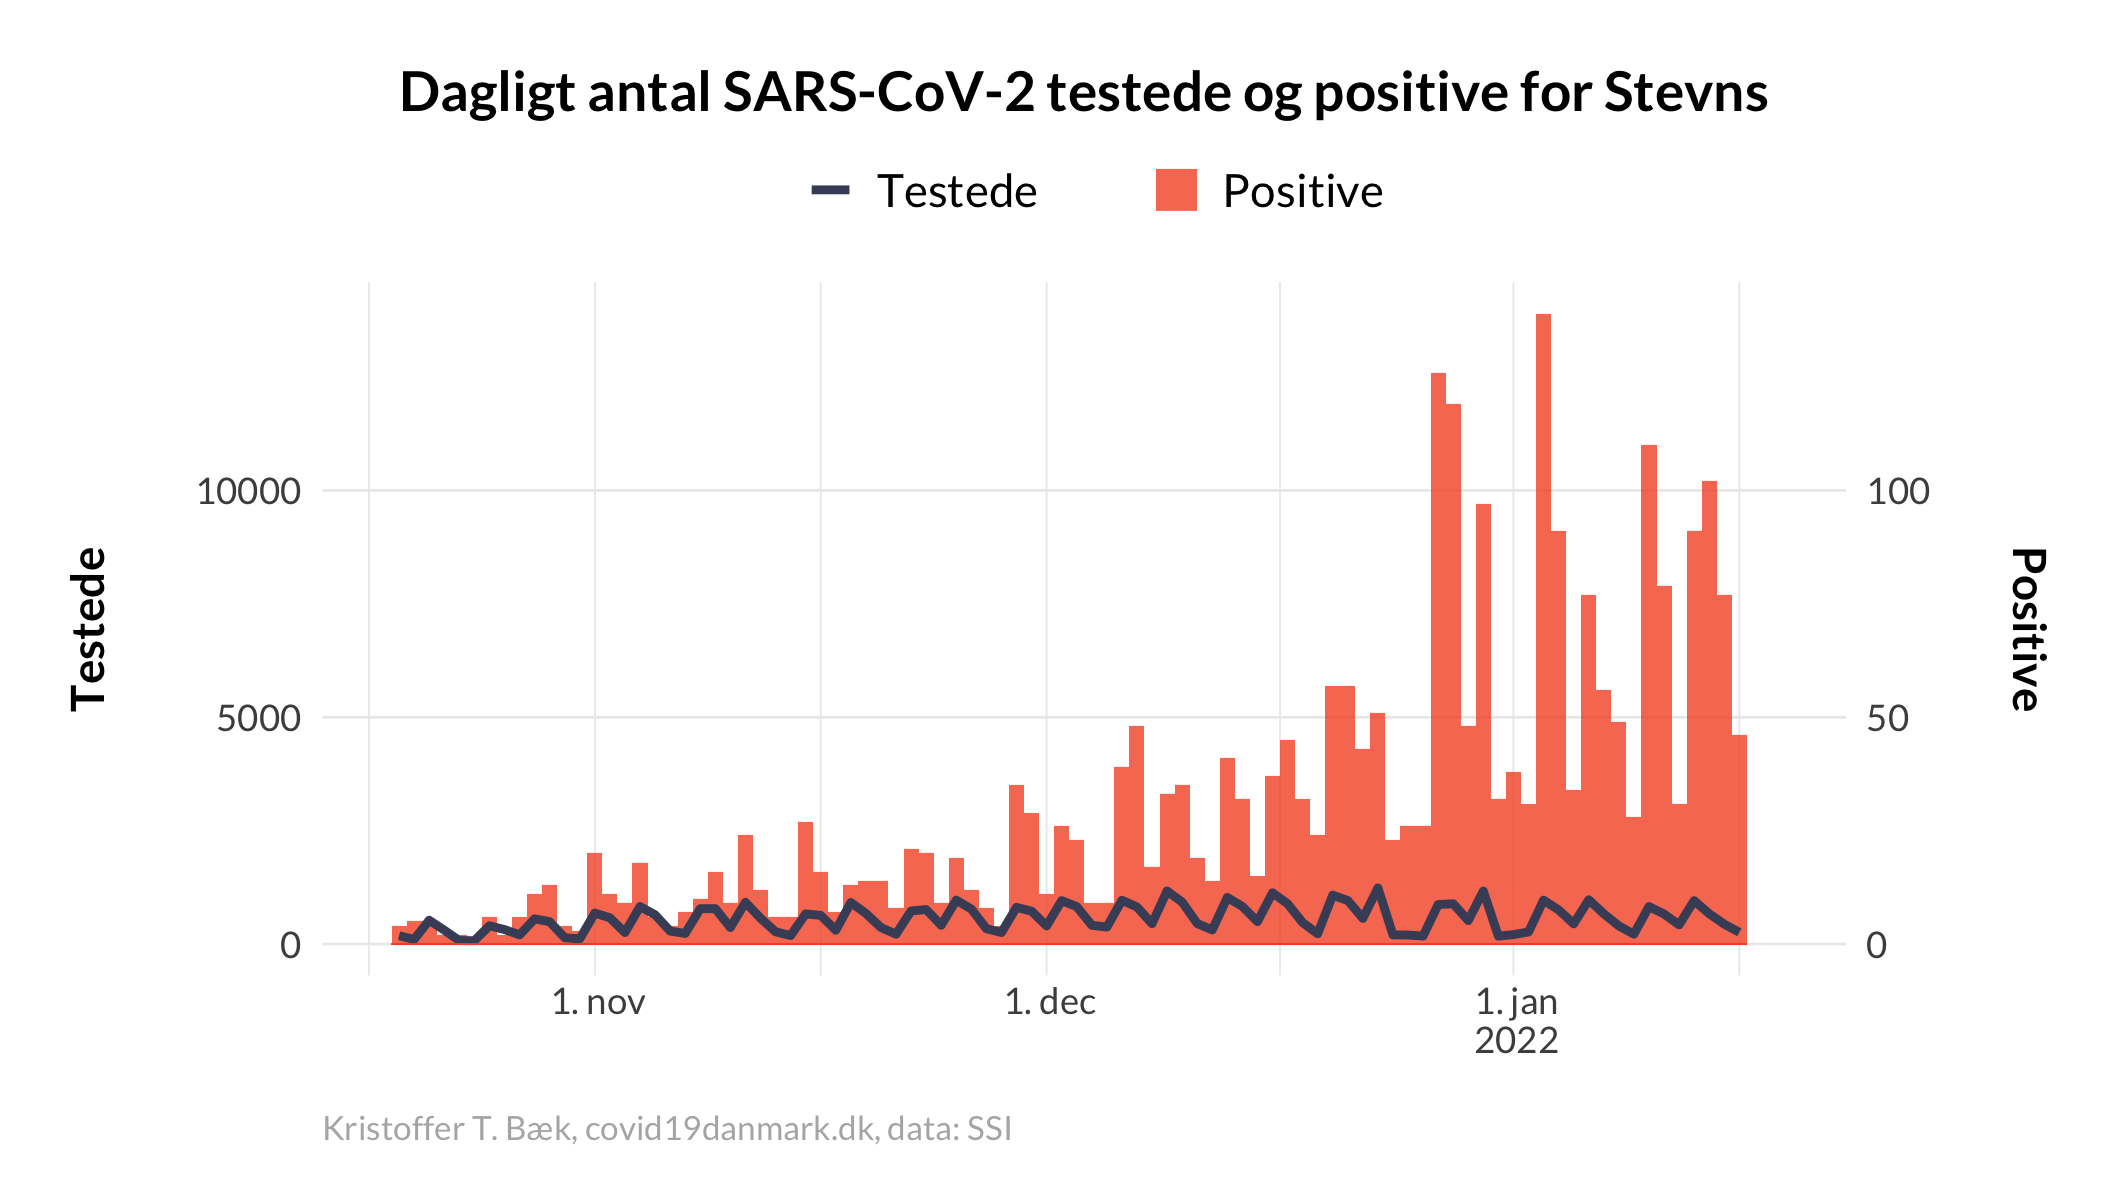 Dagligt antal SARS-CoV-2 testede og positive for Stevns
Testede
Positive
10000
5000
0
Testede
100
50
0
Positive
1. nov
1. dec
1. jan
2022
Kristoffer T. Bæk, covid19danmark.dk, data: SSI